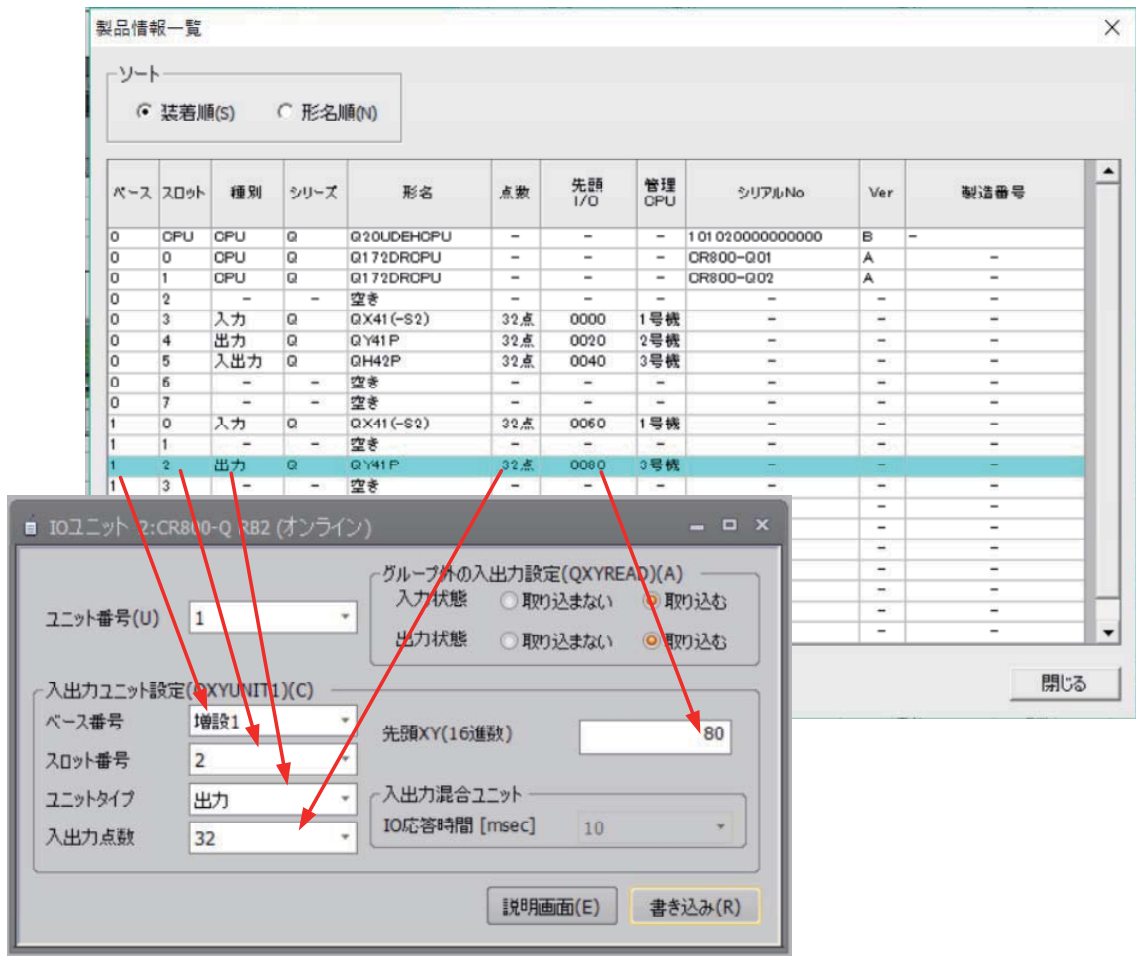 製品情報一覧
ソート
装着順(S) 形名順(N)
ベース スロット 種別 シリーズ 形名 点数 先頭 I/O 管理 CPU シリアルNo Ver 製造番号
0 CPU CPU Q Q20UDEHCPU - - - 101020000000000 B -
0 0 CPU Q Q172DRCPU - - - CR800-Q01 A -
0 1 CPU Q Q172DRCPU - - - CR800-Q02 A -
0 2 - - 空き - - - - - -
0 3 入力 Q QX41(-S2) 32点 0000 1号機 - - -
0 4 出力 Q QY41P 32点 0020 2号機 - - -
0 5 入出力 Q QH42P 32点 0040 3号機 - - -
0 6 - - 空き - - - - - -
0 7 - - 空き - - - - - -
1 0 入力 Q QX41(-S2) 32点 0060 1号機 - - -
1 1 - - 空き - - - - - -
1 2 出力 Q QY41P 32点 0080 3号機 - - -
1 3 - - 空き - - - - - -
閉じる
IOユニット 2:CR800-Q RB2 (オンライン)
ユニット番号(U) 1
グループ外の入出力設定(QXYREAD)(A)
入力状態 取り込まない 取り込む
出力状態 取り込まない 取り込む
入出力ユニット設定(QXYUNIT1)(C)
ベース番号 増設1
スロット番号 2
ユニットタイプ 出力
入出力点数 32
先頭XY(16進数) 80
入出力混合ユニット
IO応答時間 [msec] 10
説明画面(E) 書き込み(R)